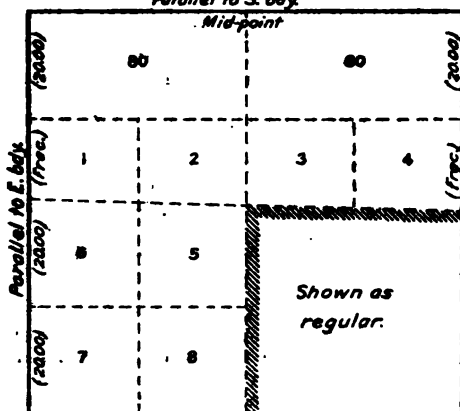 Parallel to S. bdy.
Mid-point
(20.00)
80
80
(20.00)
(Frac.)
1
2
3
4
(Frac.)
Parallel to E. bdy.
(20.00)
6
5
Shown as
regular.
(20.00)
7
8